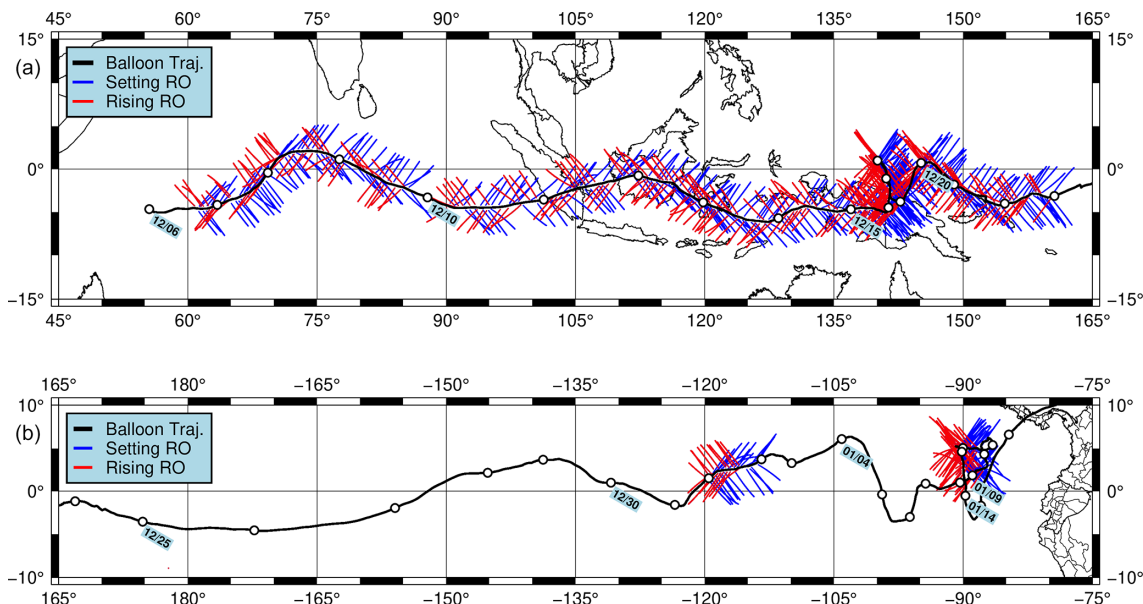 45° 60° 75° 90° 105° 120° 135° 150° 165°
15° 15°
(a)
Balloon Traj.
Setting RO
Rising RO
0° 0°
12/06
12/10
12/15
12/20
−15° −15°
45° 60° 75° 90° 105° 120° 135° 150° 165°
165° 180° −165° −150° −135° −120° −105° −90° −75°
10° 10°
(b)
Balloon Traj.
Setting RO
Rising RO
0° 0°
12/25
12/30
01/04
01/09
01/14
−10° −10°
165° 180° −165° −150° −135° −120° −105° −90° −75°